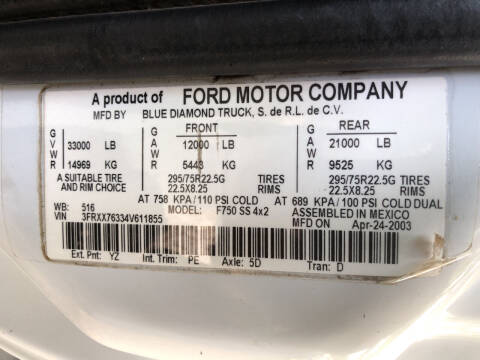 A product of FORD MOTOR COMPANY
MFD BY BLUE DIAMOND TRUCK, S. de R.L. de C.V.
GVWR 33000 LB 14969 KG
FRONT GAWR 12000 LB 5443 KG
REAR GAWR 21000 LB 9525 KG
A SUITABLE TIRE 295/75R22.5G TIRES 295/75R22.5G TIRES
AND RIM CHOICE 22.5X8.25 RIMS 22.5X8.25 RIMS
AT 758 KPA/110 PSI COLD AT 689 KPA/100 PSI COLD DUAL
WB: 516 MODEL: F750 SS 4x2 ASSEMBLED IN MEXICO
VIN 3FRXX76334V611855 MFD ON Apr-24-2003
Ext. Pnt: YZ Int. Trim: PE Axle: 5D Tran: D